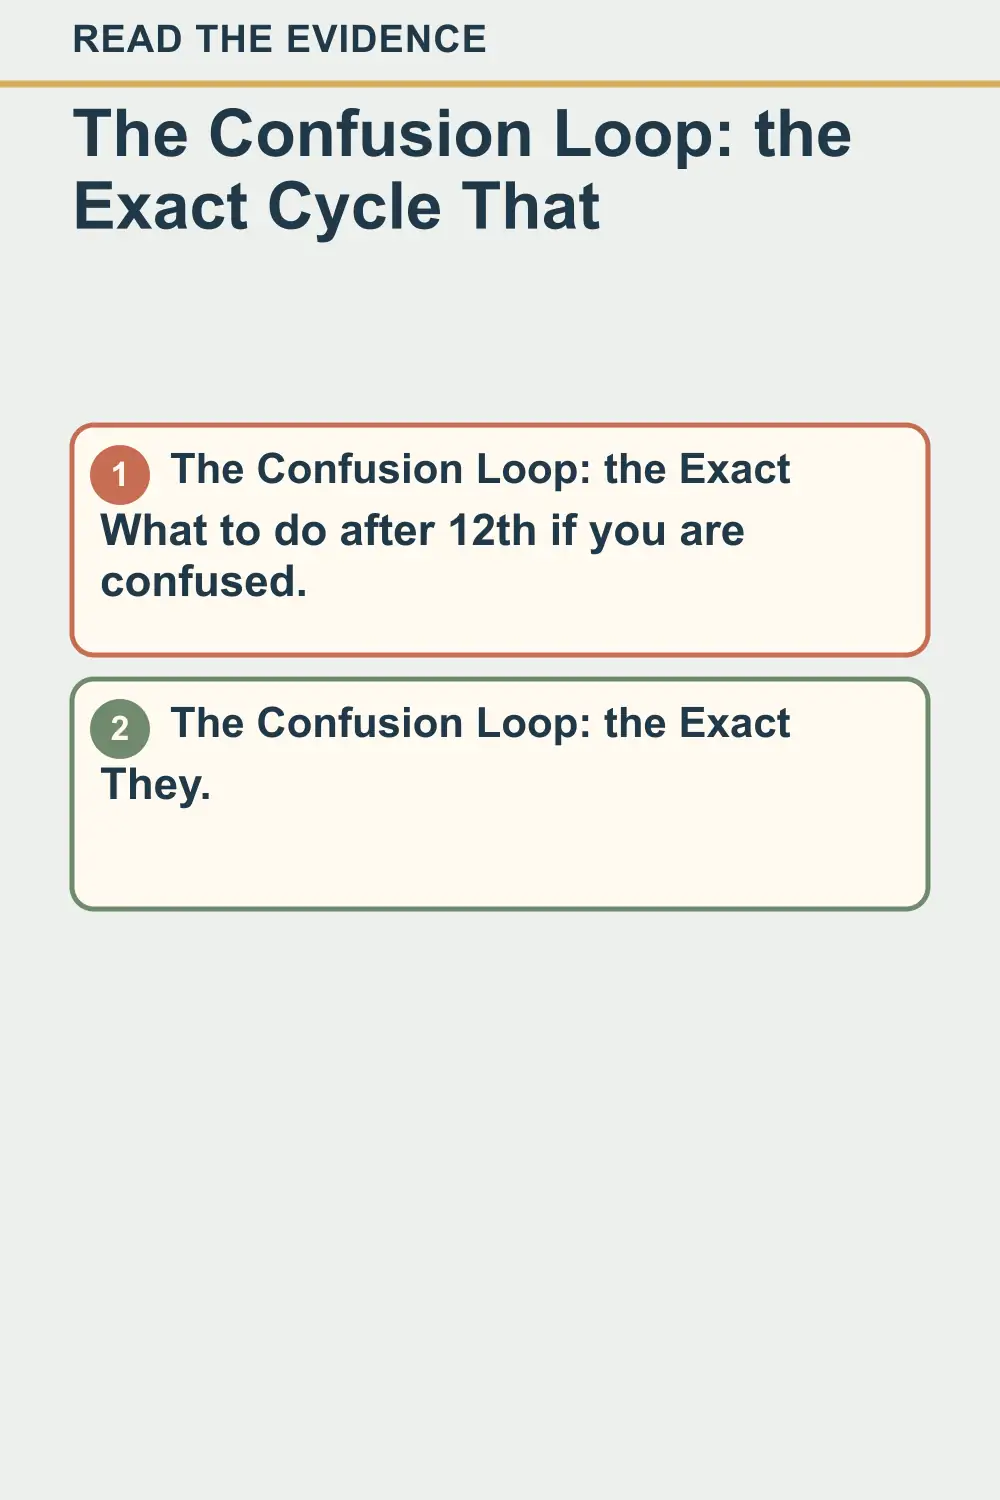 READ THE EVIDENCE
The Confusion Loop: the
Exact Cycle That
1 The Confusion Loop: the Exact
What to do after 12th if you are
confused.
2 The Confusion Loop: the Exact
They.